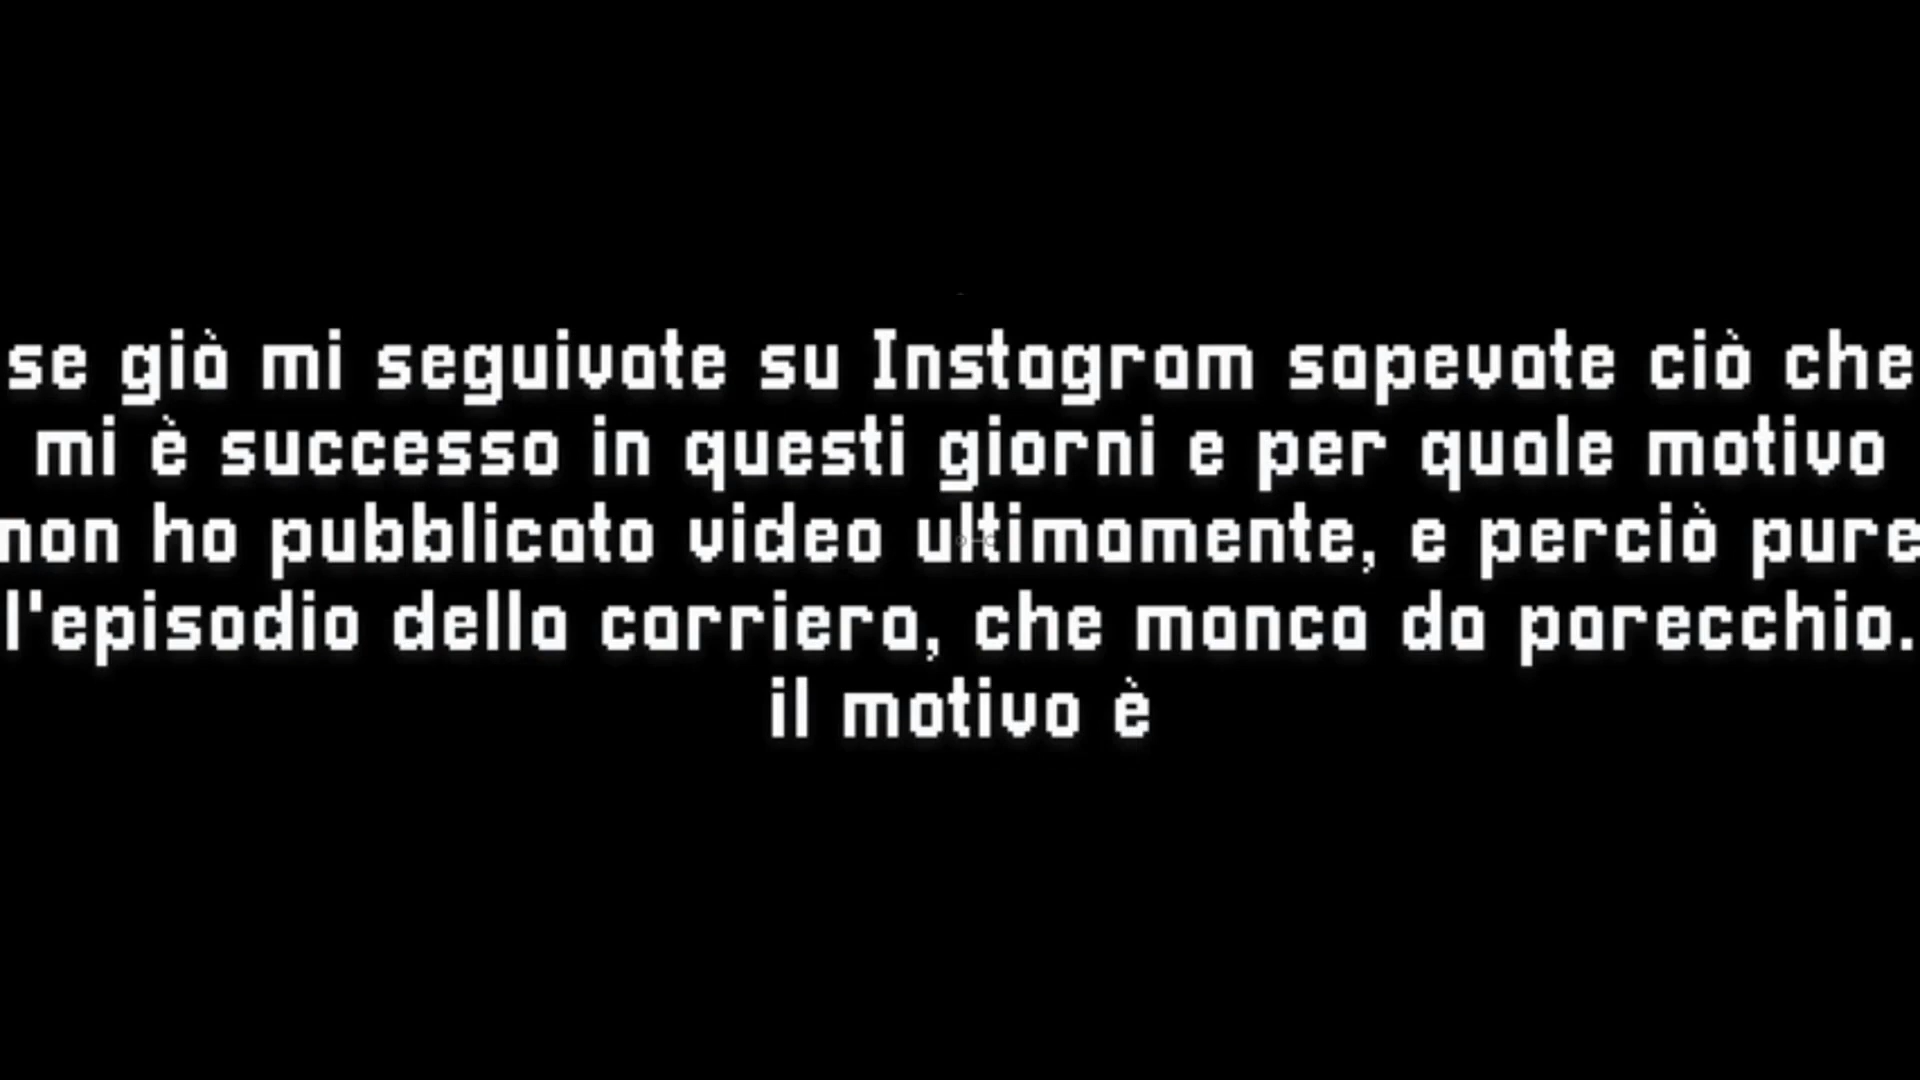 se già mi seguivate su Instagram sapevate ciò che
mi è successo in questi giorni e per quale motivo
non ho pubblicato video ultimamente, e perciò pure
l'episodio della carriera, che manca da parecchio.
il motivo è